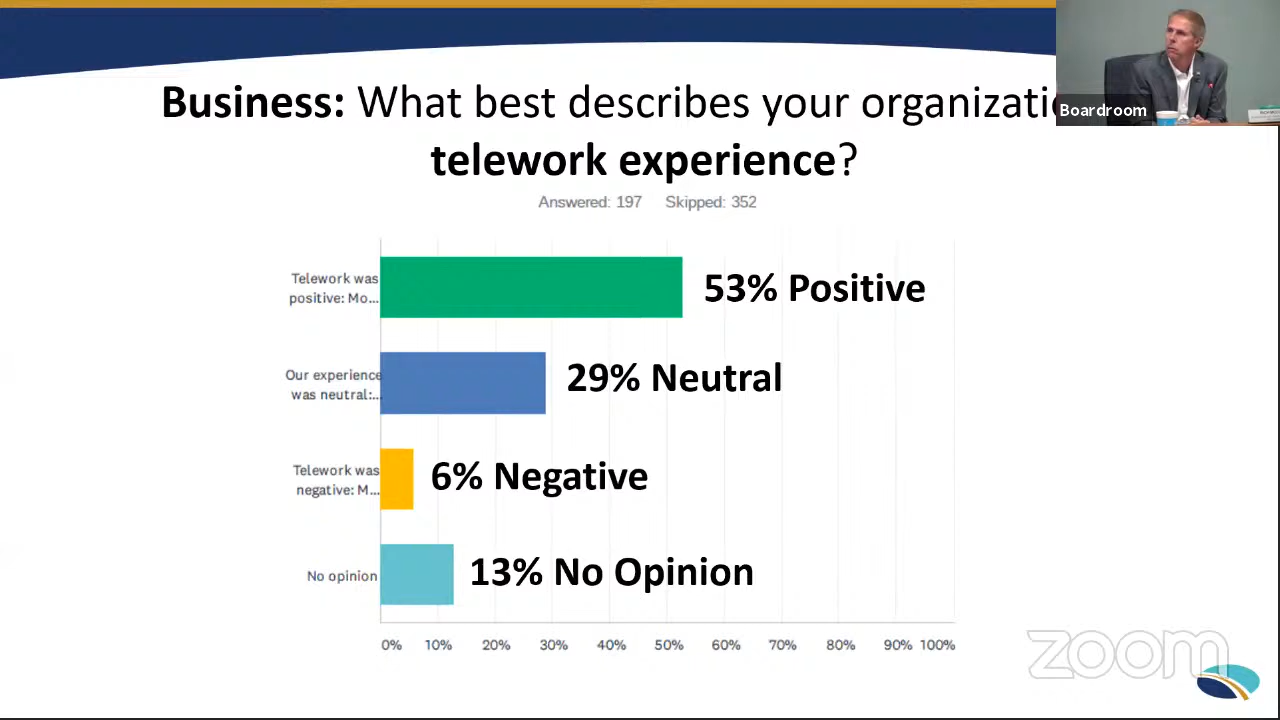 Business: What best describes your organizatio
Boardroom
telework experience?
Answered: 197 Skipped: 352
Telework was
positive: Mo...
53% Positive
Our experience
was neutral:...
29% Neutral
Telework was
negative: M...
6% Negative
No opinion
13% No Opinion
0% 10% 20% 30% 40% 50% 60% 70% 80% 90% 100%
zoom